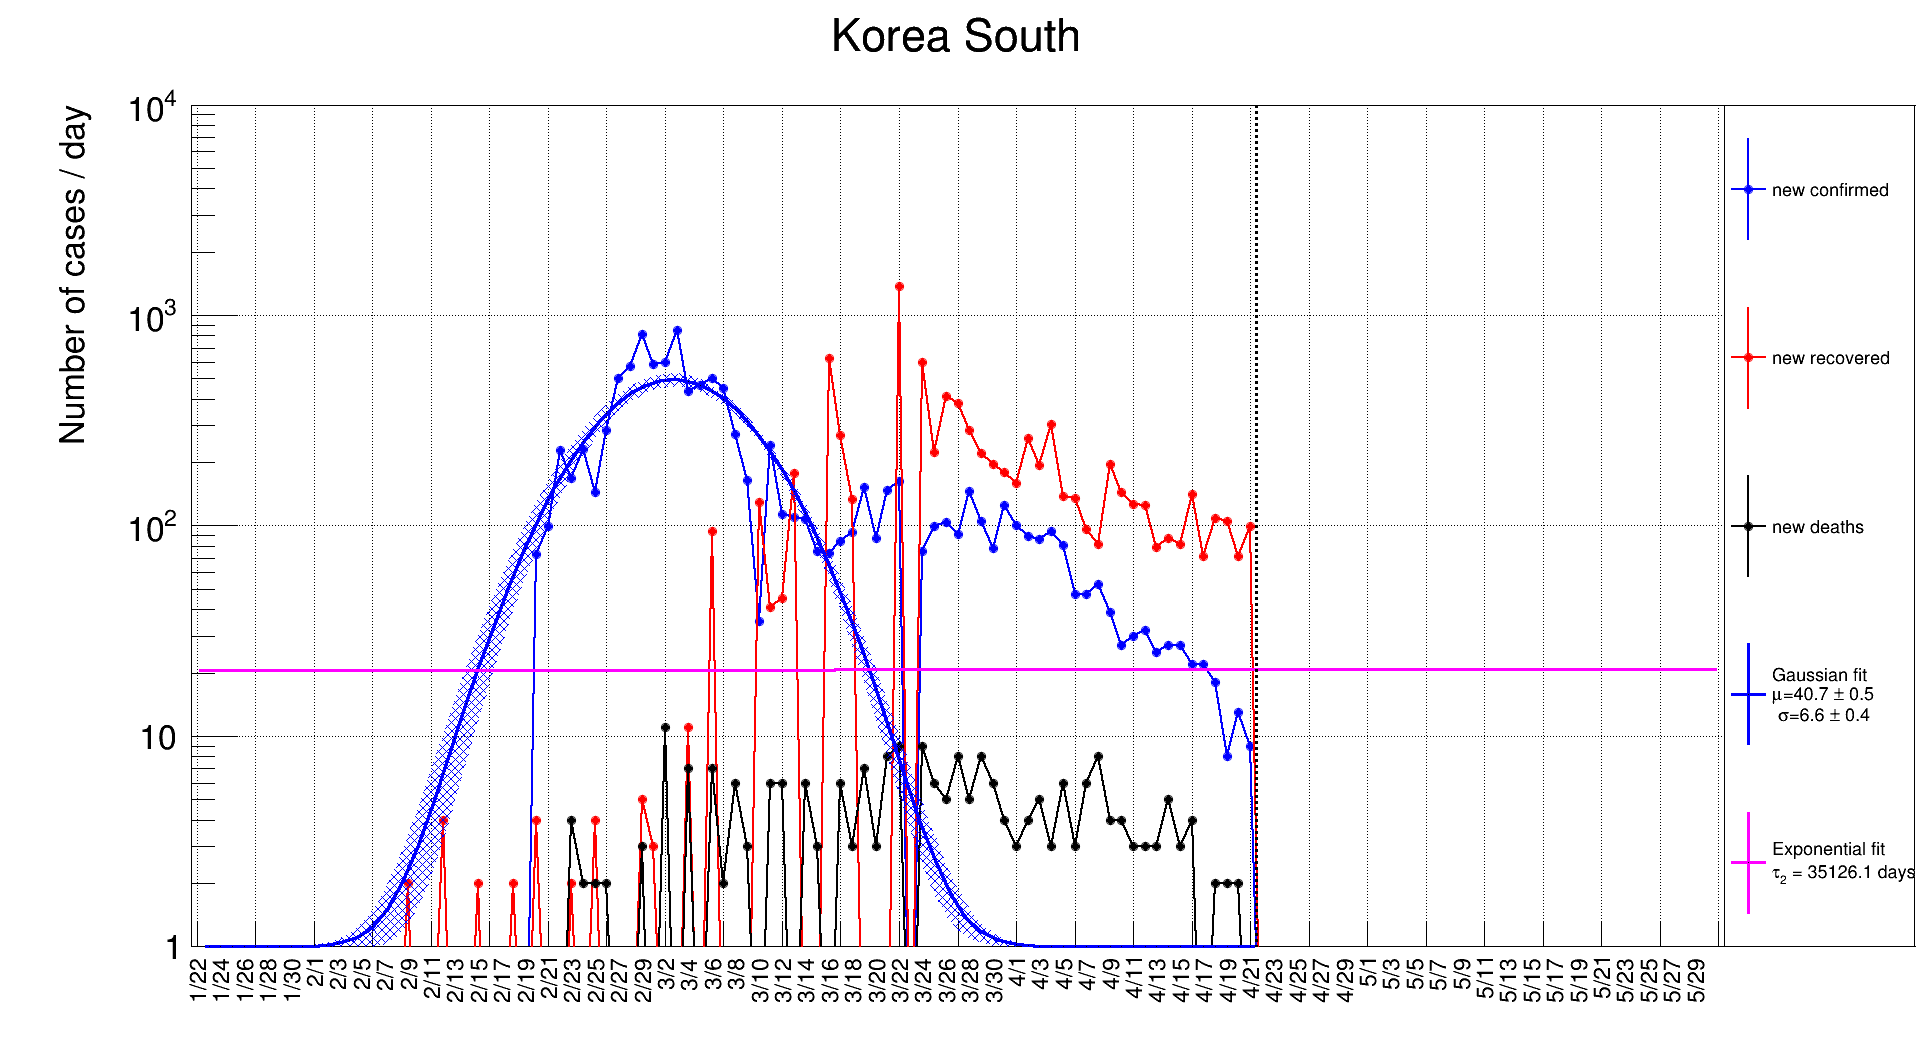 Korea South
Number of cases / day
10⁴
10³
10²
10
1
1/22 1/24 1/26 1/28 1/30 2/1 2/3 2/5 2/7 2/9 2/11 2/13 2/15 2/17 2/19 2/21 2/23 2/25 2/27 2/29 3/2 3/4 3/6 3/8 3/10 3/12 3/14 3/16 3/18 3/20 3/22 3/24 3/26 3/28 3/30 4/1 4/3 4/5 4/7 4/9 4/11 4/13 4/15 4/17 4/19 4/21 4/23 4/25 4/27 4/29 5/1 5/3 5/5 5/7 5/9 5/11 5/13 5/15 5/17 5/19 5/21 5/23 5/25 5/27 5/29
new confirmed
new recovered
new deaths
Gaussian fit
μ=40.7 ± 0.5
σ=6.6 ± 0.4
Exponential fit
τ₂ = 35126.1 days